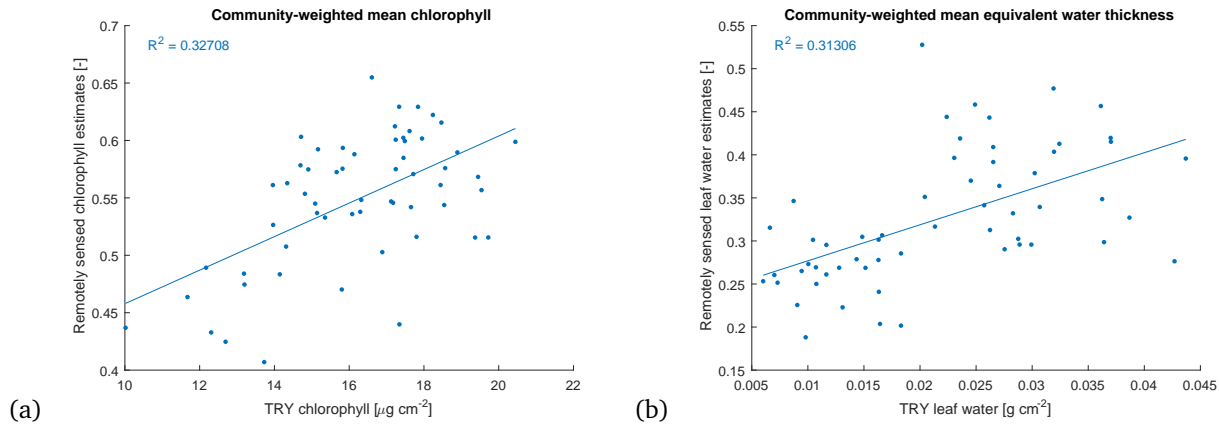 Community-weighted mean chlorophyll
R² = 0.32708
Remotely sensed chlorophyll estimates [-]
0.7
0.65
0.6
0.55
0.5
0.45
0.4
10 12 14 16 18 20 22
TRY chlorophyll [μg cm⁻²]
(a)
Community-weighted mean equivalent water thickness
R² = 0.31306
Remotely sensed leaf water estimates [-]
0.55
0.5
0.45
0.4
0.35
0.3
0.25
0.2
0.15
0.005 0.01 0.015 0.02 0.025 0.03 0.035 0.04 0.045
TRY leaf water [g cm⁻²]
(b)